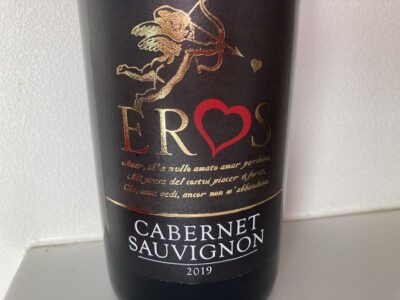 EROS
Amor, ch'a nullo amato amar perdona,
Mi prese del costui piacer sì forte,
Che, come vedi, ancor non m'abbandona.
CABERNET
SAUVIGNON
2019